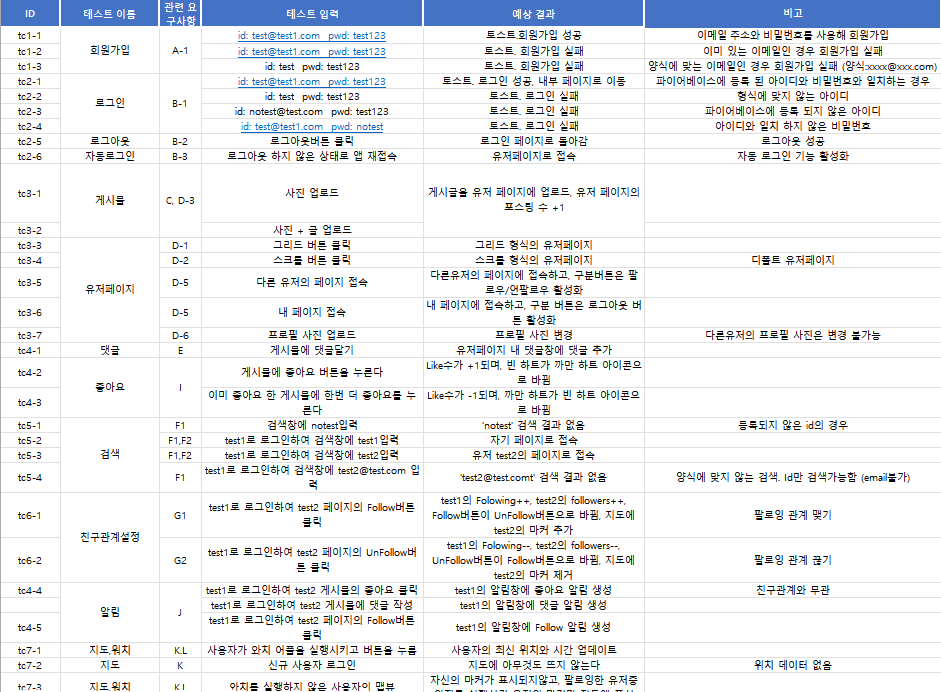 ID 테스트 이름 관련 요구사항 테스트 입력 예상 결과 비고
tc1-1 회원가입 A-1 id: test@test1.com pwd: test123 토스트.회원가입 성공 이메일 주소와 비밀번호를 사용해 회원가입
tc1-2 id: test@test1.com pwd: test123 토스트. 회원가입 실패 이미 있는 이메일인 경우 회원가입 실패
tc1-3 id: test pwd: test123 토스트. 회원가입 실패 양식에 맞는 이메일인 경우 회원가입 실패 (양식:xxxx@xxx.com)
tc2-1 로그인 B-1 id: test@test1.com pwd: test123 토스트. 로그인 성공, 내부 페이지로 이동 파이어베이스에 등록 된 아이디와 비밀번호와 일치하는 경우
tc2-2 id: test pwd: test123 토스트. 로그인 실패 형식에 맞지 않는 아이디
tc2-3 id: notest@test.com pwd: test123 토스트. 로그인 실패 파이어베이스에 등록 되지 않은 아이디
tc2-4 id: test@test1.com pwd: notest 토스트. 로그인 실패 아이디와 일치 하지 않은 비밀번호
tc2-5 로그아웃 B-2 로그아웃버튼 클릭 로그인 페이지로 돌아감 로그아웃 성공
tc2-6 자동로그인 B-3 로그아웃 하지 않은 상태로 앱 재접속 유저페이지로 접속 자동 로그인 기능 활성화
tc3-1 게시물 C, D-3 사진 업로드 게시글을 유저 페이지에 업로드, 유저 페이지의
포스팅 수 +1
tc3-2 사진 + 글 업로드
tc3-3 유저페이지 D-1 그리드 버튼 클릭 그리드 형식의 유저페이지
tc3-4 D-2 스크롤 버튼 클릭 스크롤 형식의 유저페이지 디폴트 유저페이지
tc3-5 D-5 다른 유저의 페이지 접속 다른유저의 페이지에 접속하고, 구분버튼은 팔
로우/언팔로우 활성화
tc3-6 D-5 내 페이지 접속 내 페이지에 접속하고, 구분 버튼은 로그아웃 버
튼 활성화
tc3-7 D-6 프로필 사진 업로드 프로필 사진 변경 다른유저의 프로필 사진은 변경 불가능
tc4-1 댓글 E 게시물에 댓글달기 유저페이지 내 댓글창에 댓글 추가
tc4-2 좋아요 I 게시물에 좋아요 버튼을 누른다 Like수가 +1되며, 빈 하트가 까만 하트 아이콘으
로 바뀜
tc4-3 이미 좋아요 한 게시물에 한번 더 좋아요를 누
른다 Like수가 -1되며, 까만 하트가 빈 하트 아이콘으
로 바뀜
tc5-1 검색 F1 검색창에 notest입력 'notest' 검색 결과 없음 등록되지 않은 id의 경우
tc5-2 F1,F2 test1로 로그인하여 검색창에 test1입력 자기 페이지로 접속
tc5-3 F1,F2 test1로 로그인하여 검색창에 test2입력 유저 test2의 페이지로 접속
tc5-4 F1 test1로 로그인하여 검색창에 test2@test.com 입
력 'test2@test.comt' 검색 결과 없음 양식에 맞지 않는 검색. Id만 검색가능함 (email불가)
tc6-1 친구관계설정 G1 test1로 로그인하여 test2 페이지의 Follow버튼
클릭 test1의 Folowing++, test2의 followers++,
Follow버튼이 UnFollow버튼으로 바뀜, 지도에
test2의 마커 추가 팔로잉 관계 맺기
tc6-2 G2 test1로 로그인하여 test2 페이지의 UnFollow버
튼 클릭 test1의 Folowing--, test2의 followers--,
UnFollow버튼이 Follow버튼으로 바뀜, 지도에
test2의 마커 제거 팔로잉 관계 끊기
tc4-4 알림 J test1로 로그인하여 test2 게시물의 좋아요 클릭 test1의 알림창에 좋아요 알림 생성 친구관계와 무관
test1로 로그인하여 test2 게시물에 댓글 작성 test1의 알림창에 댓글 알림 생성
tc4-5 test1로 로그인하여 test2 페이지의 Follow버튼
클릭 test1의 알림창에 Follow 알림 생성
tc7-1 지도,워치 K.L 사용자가 와치 어플을 실행시키고 버튼을 누름 사용자의 최신 위치와 시간 업데이트
tc7-2 지도 K 신규 사용자 로그인 지도에 아무것도 뜨지 않는다 위치 데이터 없음
tc7-3 지도,워치 K.L 와치를 실행하지 않은 사용자의 맵뷰 자신의 마커가 표시되지않고, 팔로잉한 유저중